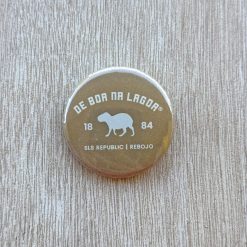 DE BOA NA LAGOA®
18 84
SLS REPUBLIC | REBOJO